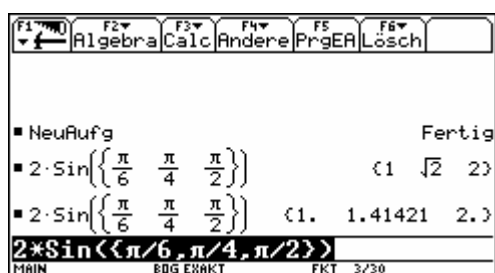 F1 F2 Algebra F3 Calc F4 Andere F5 PrgEA F6 Lösch
▪ NeuAufg Fertig
▪ 2·Sin({π/6 π/4 π/2}) {1 √2 2}
▪ 2·Sin({π/6 π/4 π/2}) {1. 1.41421 2.}
2*Sin({π/6,π/4,π/2})
MAIN BOG EXAKT FKT 3/30